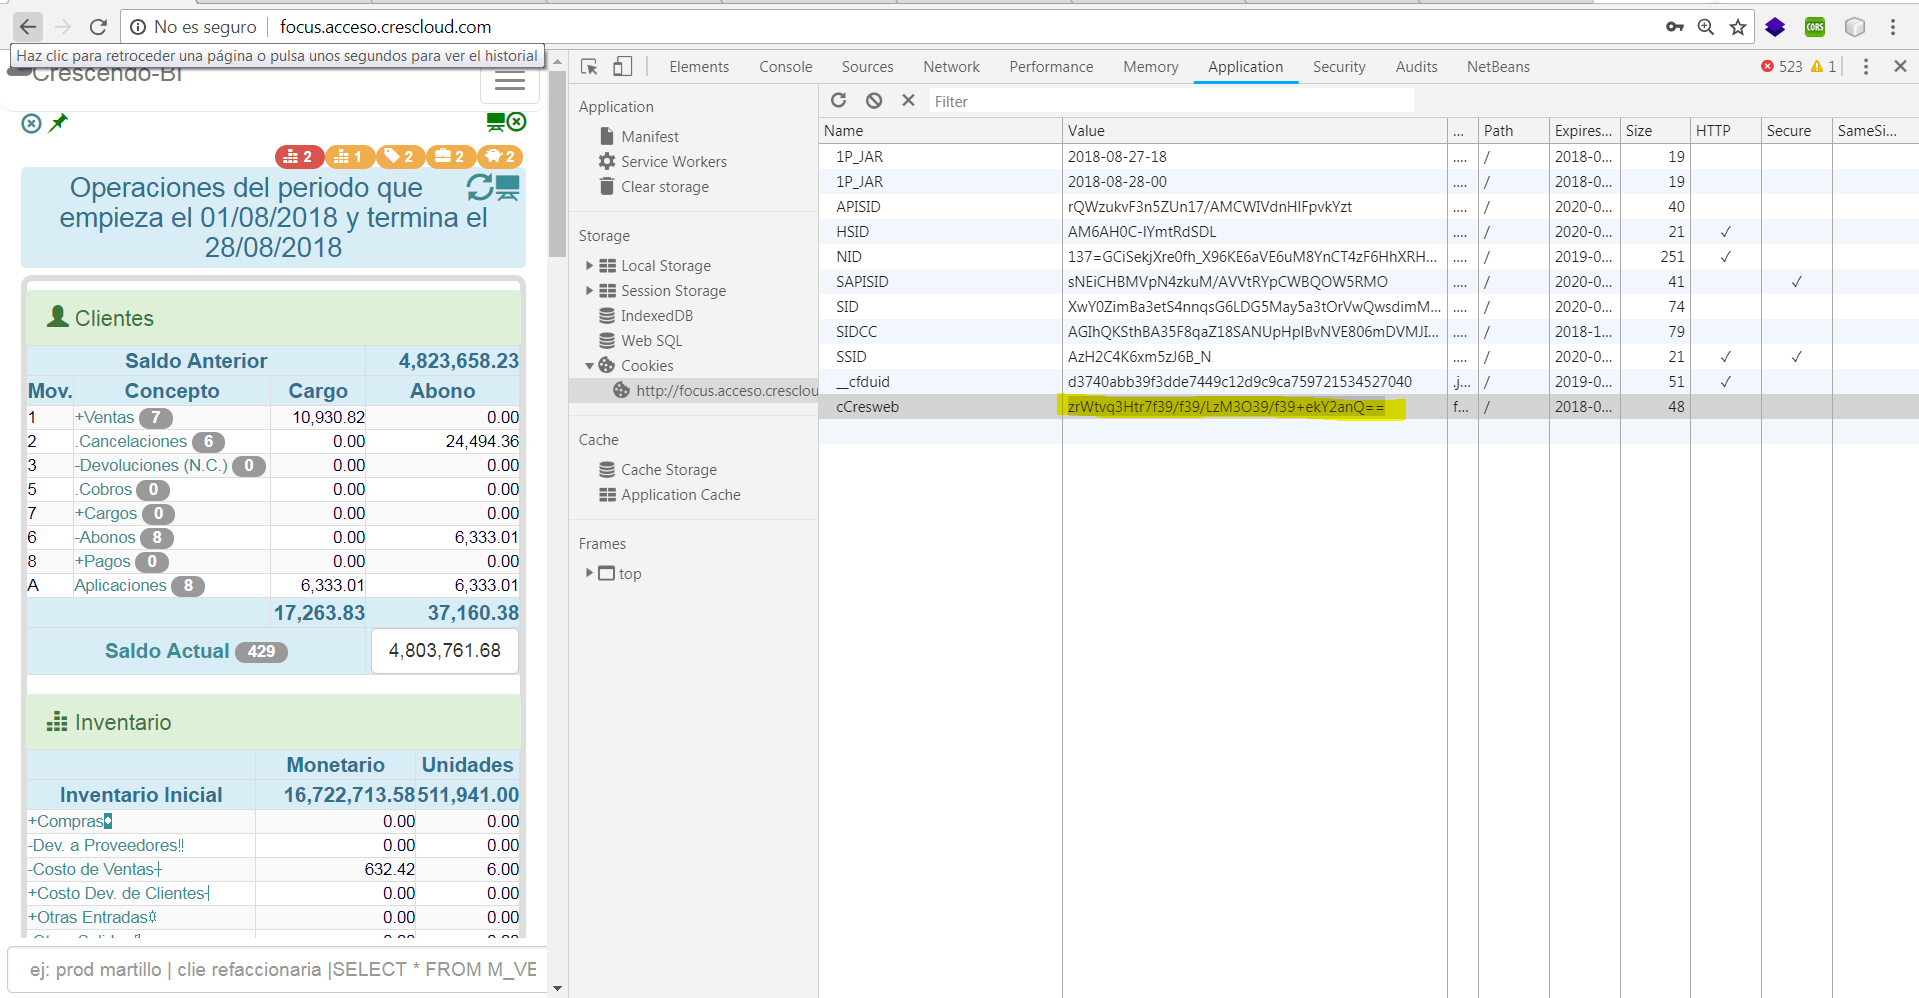 No es seguro focus.acceso.crescloud.com CORS
Haz clic para retroceder una página o pulsa unos segundos para ver el historial
Crescendo-BI
2 1 2 2 2
Operaciones del periodo que
empieza el 01/08/2018 y termina el
28/08/2018
Clientes
Saldo Anterior 4,823,658.23
Mov. Concepto Cargo Abono
1 +Ventas 7 10,930.82 0.00
2 .Cancelaciones 6 0.00 24,494.36
3 -Devoluciones (N.C.) 0 0.00 0.00
5 .Cobros 0 0.00 0.00
7 +Cargos 0 0.00 0.00
6 -Abonos 8 0.00 6,333.01
8 +Pagos 0 0.00 0.00
A Aplicaciones 8 6,333.01 6,333.01
17,263.83 37,160.38
Saldo Actual 429 4,803,761.68
Inventario
Monetario Unidades
Inventario Inicial 16,722,713.58 511,941.00
+Compras 0.00 0.00
-Dev. a Proveedores‼ 0.00 0.00
-Costo de Ventas┼ 632.42 6.00
+Costo Dev. de Clientes┤ 0.00 0.00
+Otras Entradas 0.00 0.00
ej: prod martillo | clie refaccionaria |SELECT * FROM M_VE
Elements Console Sources Network Performance Memory Application Security Audits NetBeans 523 1
Application
Manifest
Service Workers
Clear storage
Storage
Local Storage
Session Storage
IndexedDB
Web SQL
Cookies
http://focus.acceso.cresclou
Cache
Cache Storage
Application Cache
Frames
top
Filter
Name Value ... Path Expires... Size HTTP Secure SameSi...
1P_JAR 2018-08-27-18 .... / 2018-0... 19
1P_JAR 2018-08-28-00 .... / 2018-0... 19
APISID rQWzukvF3n5ZUn17/AMCWIVdnHIFpvkYzt .... / 2020-0... 40
HSID AM6AH0C-IYmtRdSDL .... / 2020-0... 21 ✓
NID 137=GCiSekjXre0fh_X96KE6aVE6uM8YnCT4zF6HhXRH... .... / 2019-0... 251 ✓
SAPISID sNEiCHBMVpN4zkuM/AVVtRYpCWBQOW5RMO .... / 2020-0... 41 ✓
SID XwY0ZimBa3etS4nnqsG6LDG5May5a3tOrVwQwsdimM... .... / 2020-0... 74
SIDCC AGIhQKSthBA35F8qaZ18SANUpHpIBvNVE806mDVMJI... .... / 2018-1... 79
SSID AzH2C4K6xm5zJ6B_N .... / 2020-0... 21 ✓ ✓
__cfduid d3740abb39f3dde7449c12d9c9ca759721534527040 .j... / 2019-0... 51 ✓
cCresweb zrWtvq3Htr7f39/f39/LzM3O39/f39+ekY2anQ== f... / 2018-0... 48